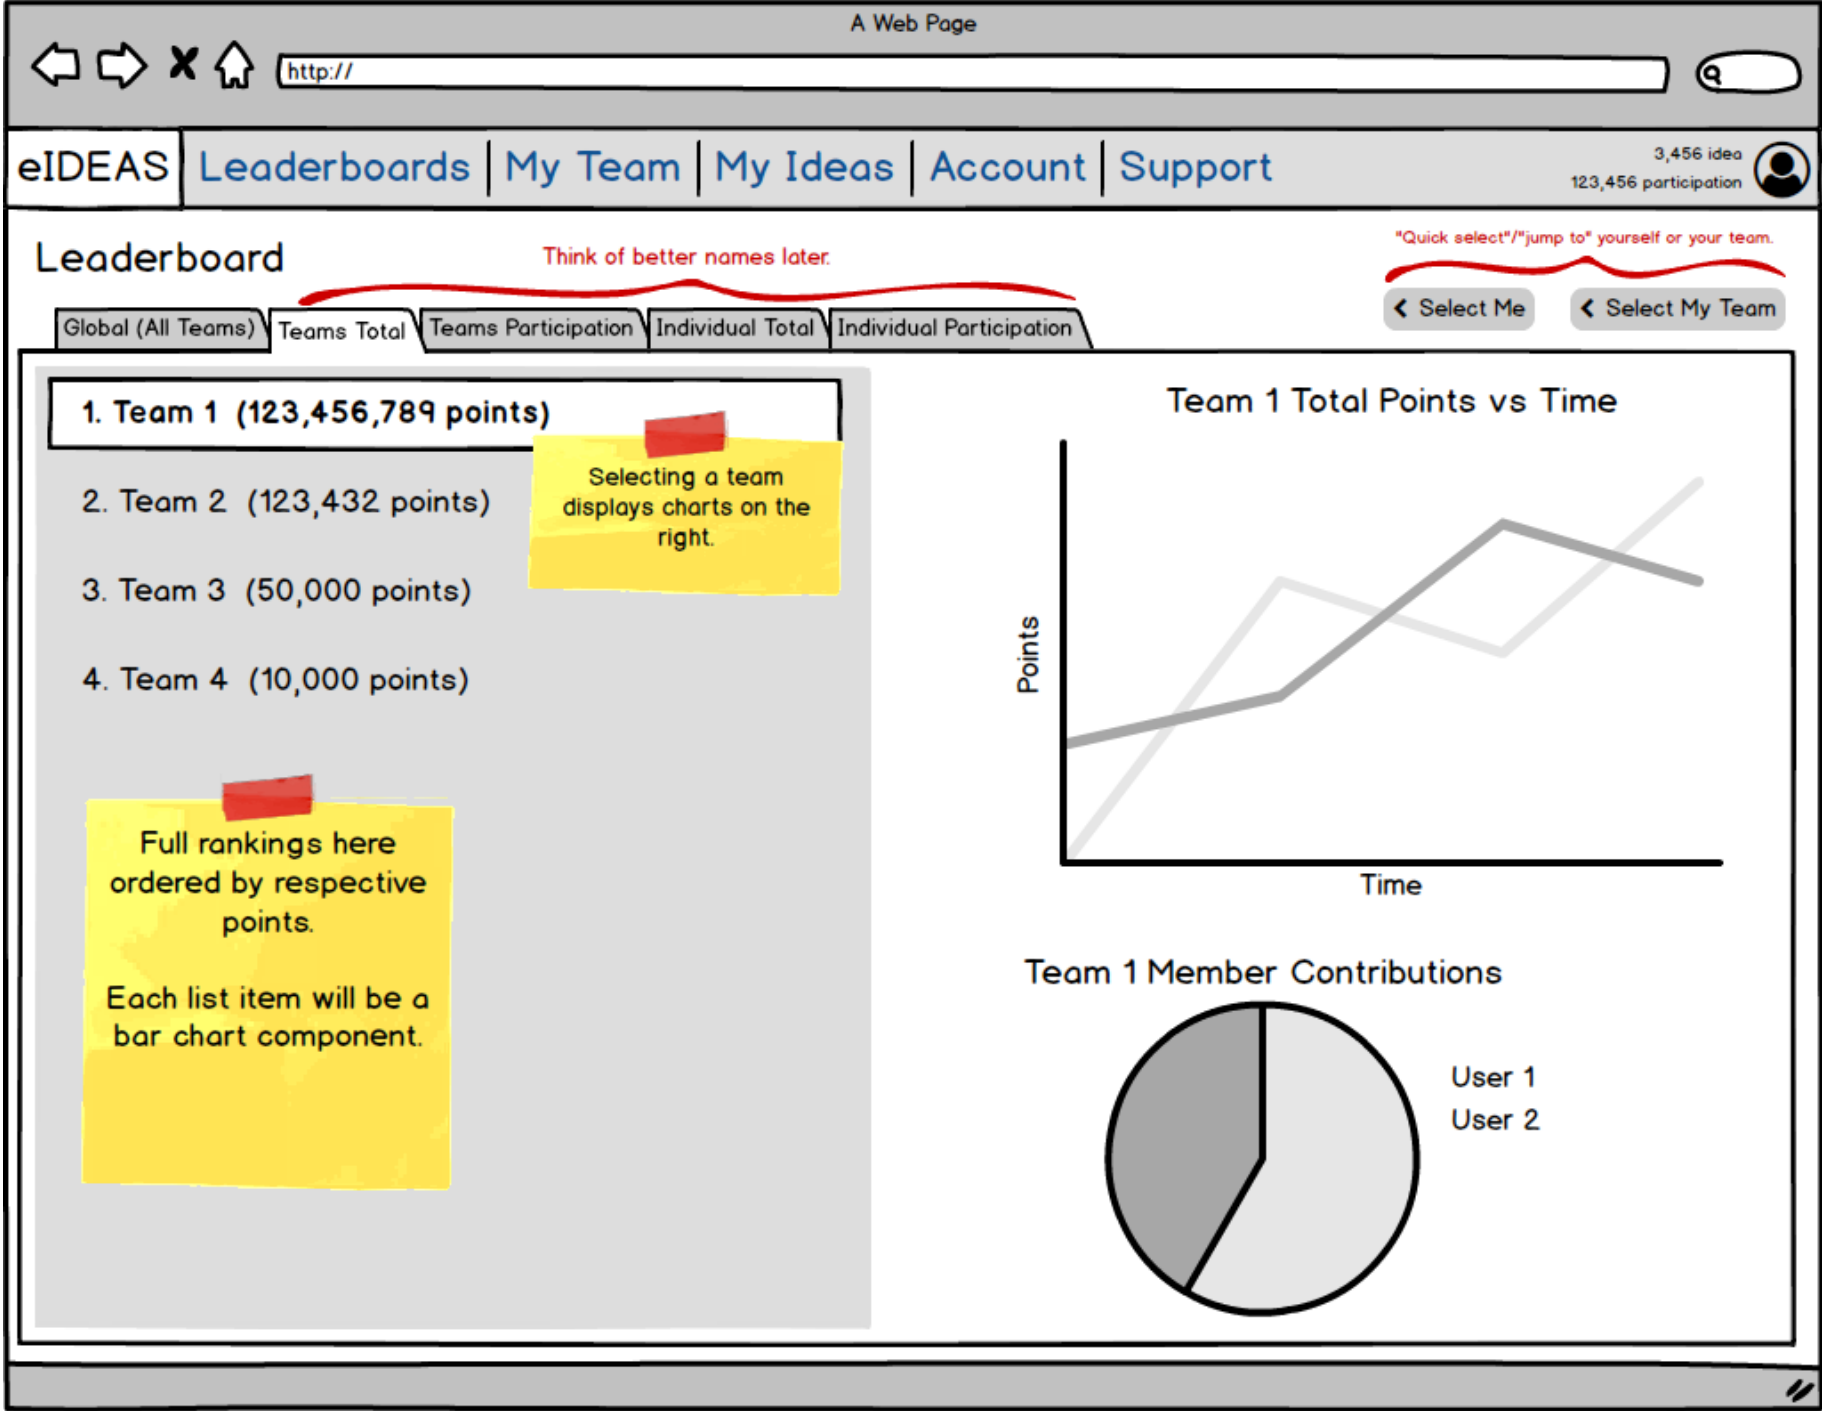 A Web Page
http://
eIDEAS
Leaderboards
My Team
My Ideas
Account
Support
3,456 idea
123,456 participation
Leaderboard
Think of better names later.
"Quick select"/"jump to" yourself or your team.
Select Me
Select My Team
Global (All Teams)
Teams Total
Teams Participation
Individual Total
Individual Participation
1. Team 1 (123,456,789 points)
2. Team 2 (123,432 points)
3. Team 3 (50,000 points)
4. Team 4 (10,000 points)
Selecting a team
displays charts on the
right.
Full rankings here
ordered by respective
points.
Each list item will be a
bar chart component.
Team 1 Total Points vs Time
Points
Time
Team 1 Member Contributions
User 1
User 2